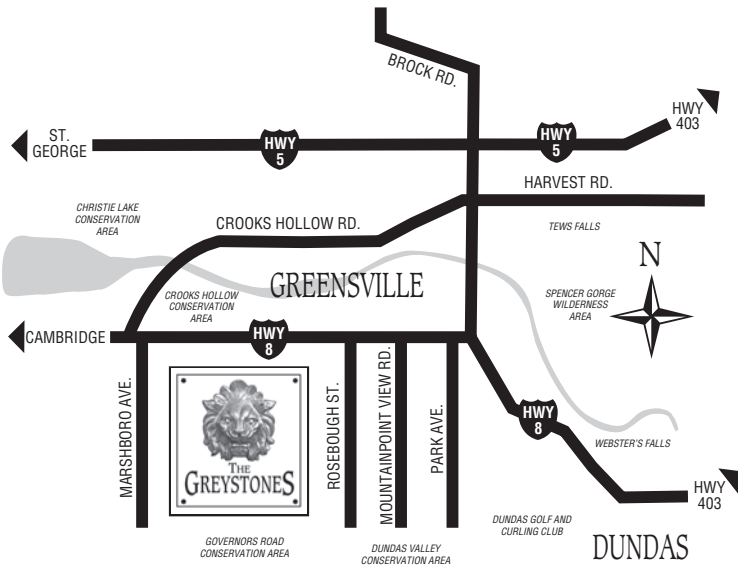 BROCK RD.
HWY
403
ST.
GEORGE
HWY
5
HWY
5
HARVEST RD.
CHRISTIE LAKE
CONSERVATION
AREA
CROOKS HOLLOW RD.
TEWS FALLS
N
GREENSVILLE
CROOKS HOLLOW
CONSERVATION
AREA
SPENCER GORGE
WILDERNESS
AREA
CAMBRIDGE
HWY
8
MARSHBORO AVE.
THE
GREYSTONES
ROSEBOUGH ST.
MOUNTAINPOINT VIEW RD.
PARK AVE.
HWY
8
WEBSTER'S FALLS
HWY
403
GOVERNORS ROAD
CONSERVATION AREA
DUNDAS VALLEY
CONSERVATION AREA
DUNDAS GOLF AND
CURLING CLUB
DUNDAS